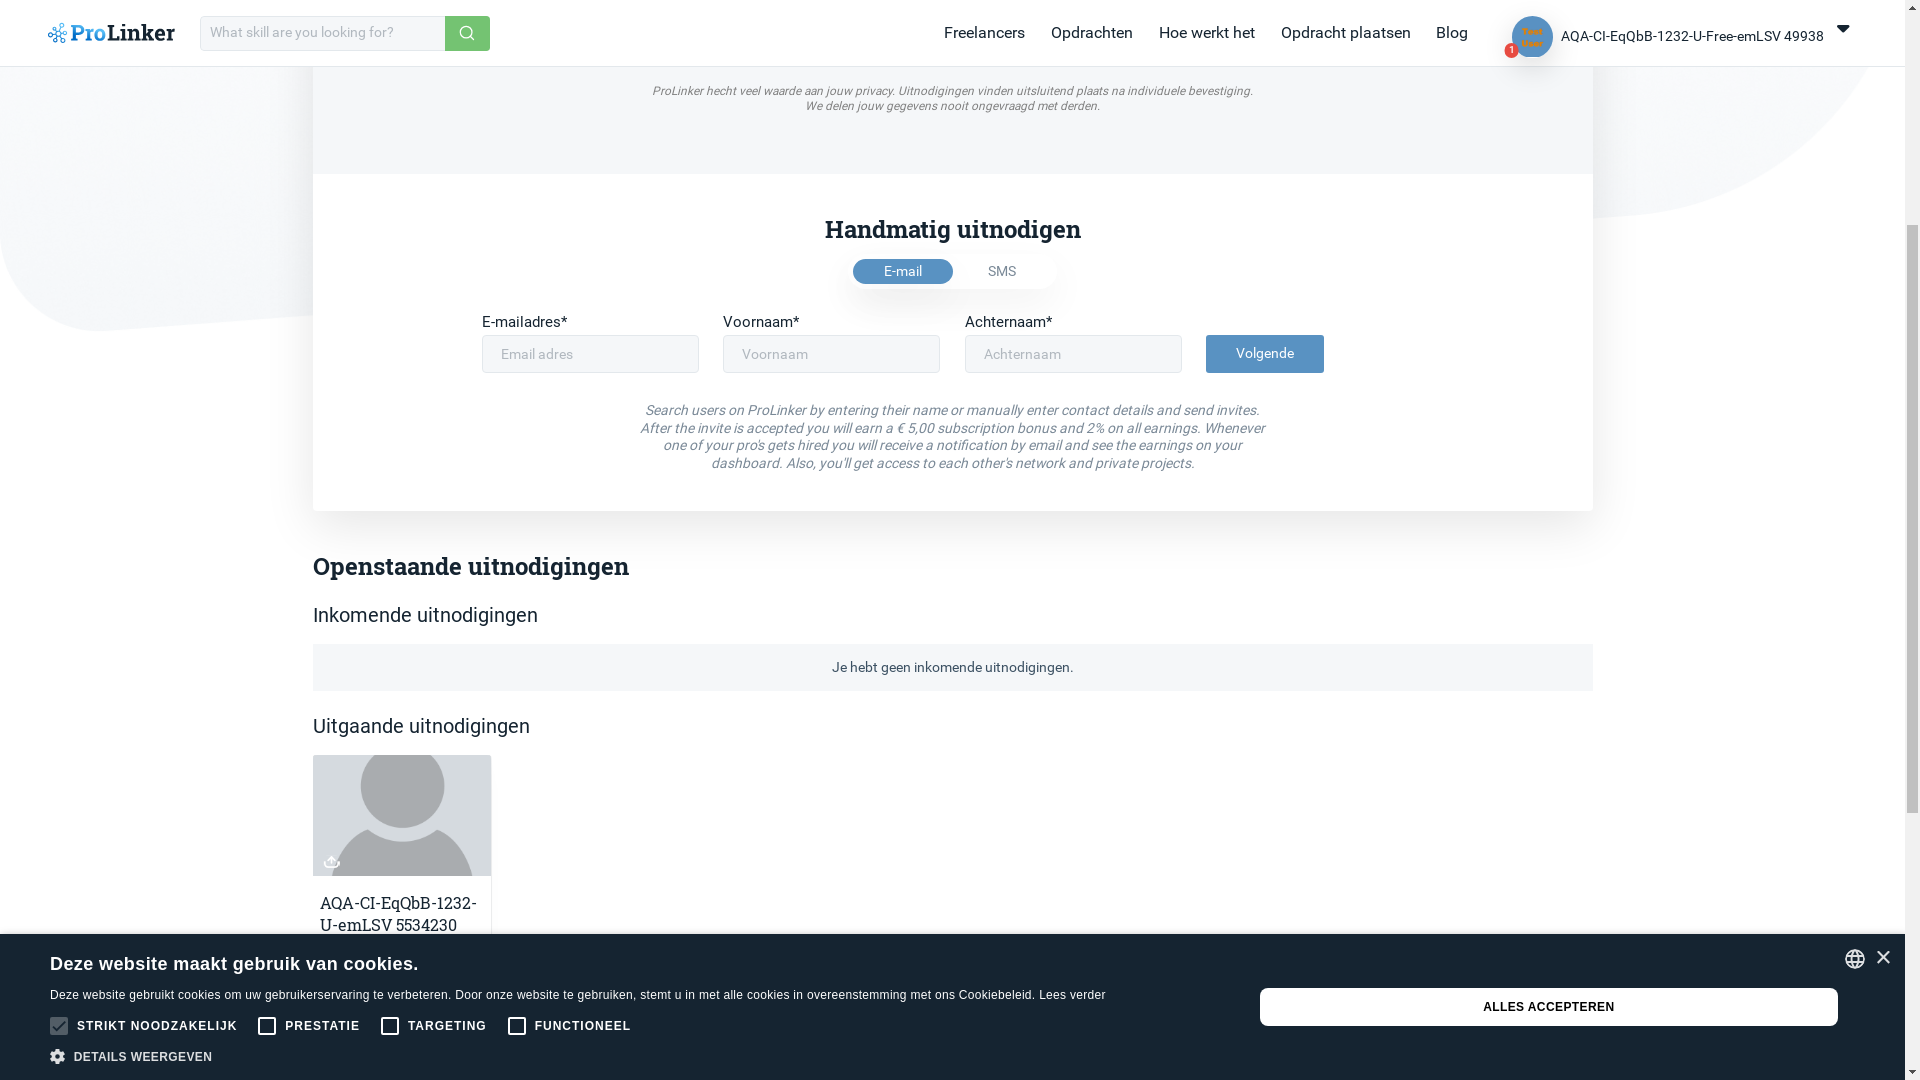 ProLinker
What skill are you looking for?
Freelancers
Opdrachten
Hoe werkt het
Opdracht plaatsen
Blog
Test
User
1
AQA-CI-EqQbB-1232-U-Free-emLSV 49938
ProLinker hecht veel waarde aan jouw privacy. Uitnodigingen vinden uitsluitend plaats na individuele bevestiging.
We delen jouw gegevens nooit ongevraagd met derden.
Handmatig uitnodigen
E-mail
SMS
E-mailadres*
Voornaam*
Achternaam*
Email adres
Voornaam
Achternaam
Volgende
Search users on ProLinker by entering their name or manually enter contact details and send invites.
After the invite is accepted you will earn a € 5,00 subscription bonus and 2% on all earnings. Whenever
one of your pro's gets hired you will receive a notification by email and see the earnings on your
dashboard. Also, you'll get access to each other's network and private projects.
Openstaande uitnodigingen
Inkomende uitnodigingen
Je hebt geen inkomende uitnodigingen.
Uitgaande uitnodigingen
AQA-CI-EqQbB-1232-
U-emLSV 5534230
Deze website maakt gebruik van cookies.
Deze website gebruikt cookies om uw gebruikerservaring te verbeteren. Door onze website te gebruiken, stemt u in met alle cookies in overeenstemming met ons Cookiebeleid. Lees verder
STRIKT NOODZAKELIJK
PRESTATIE
TARGETING
FUNCTIONEEL
DETAILS WEERGEVEN
ALLES ACCEPTEREN